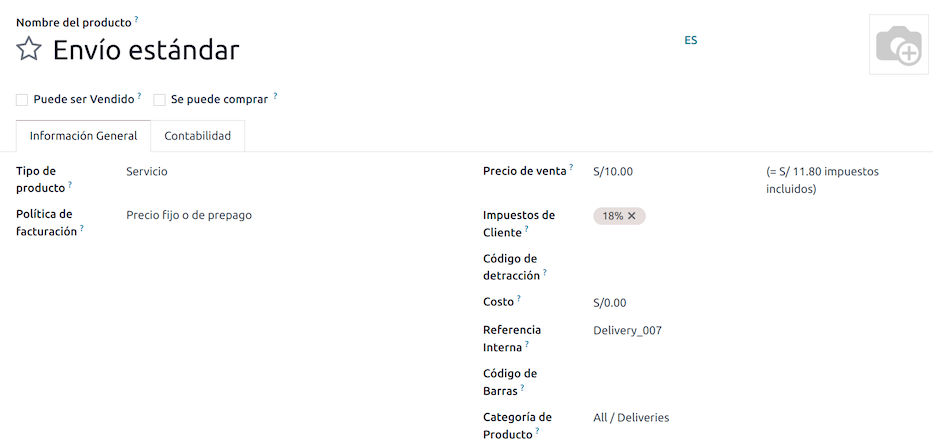 Nombre del producto ?
Envío estándar
ES
Puede ser Vendido ? Se puede comprar ?
Información General Contabilidad
Tipo de producto ? Servicio
Política de facturación ? Precio fijo o de prepago
Precio de venta ? S/10.00 (= S/ 11.80 impuestos incluidos)
Impuestos de Cliente ? 18% ✕
Código de detracción ?
Costo ? S/0.00
Referencia Interna ? Delivery_007
Código de Barras ?
Categoría de Producto ? All / Deliveries